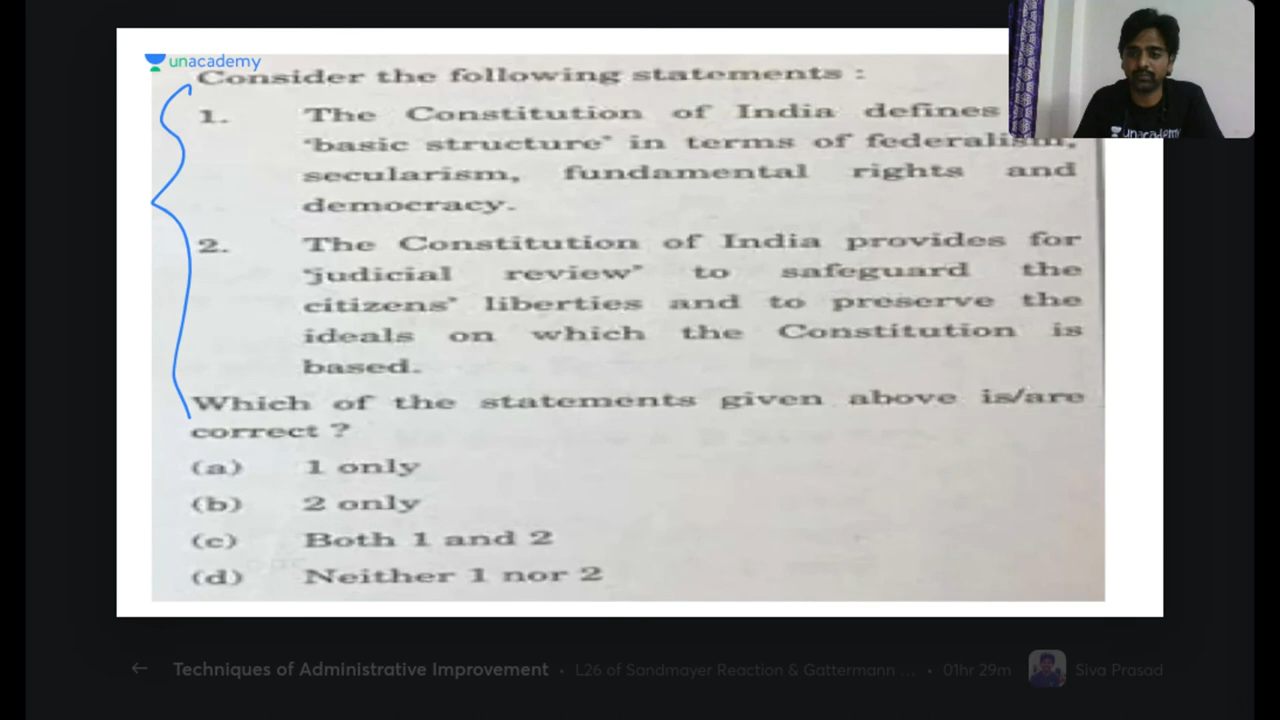 unacademy
Consider the following statements :
1. The Constitution of India defines
'basic structure' in terms of federalism,
secularism, fundamental rights and
democracy.
2. The Constitution of India provides for
'judicial review' to safeguard the
citizens' liberties and to preserve the
ideals on which the Constitution is
based.
Which of the statements given above is/are
correct ?
(a) 1 only
(b) 2 only
(c) Both 1 and 2
(d) Neither 1 nor 2
unacademy
Techniques of Administrative Improvement • L26 of Sandmayer Reaction & Gattermann ... • 01hr 29m Siva Prasad